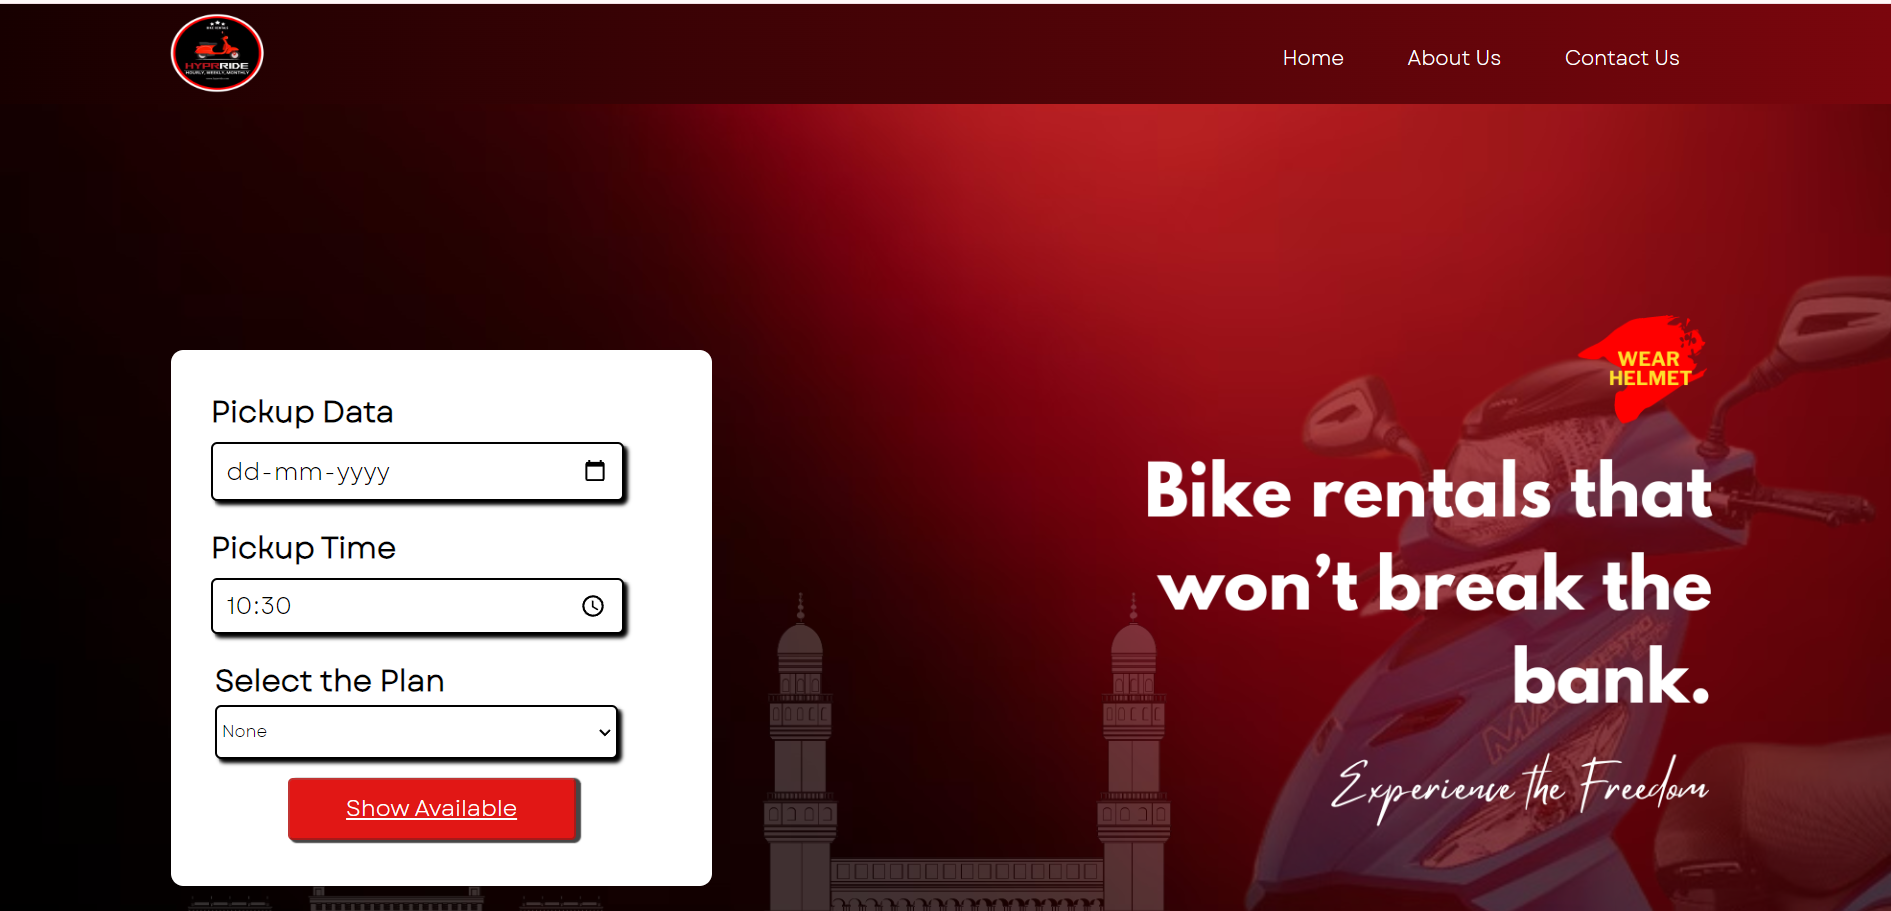 HYPRRIDE
HOURLY, WEEKLY, MONTHLY
Home
About Us
Contact Us
Pickup Data
dd-mm-yyyy
Pickup Time
10:30
Select the Plan
None
Show Available
WEAR
HELMET
Bike rentals that
won’t break the
bank.
Experience the Freedom